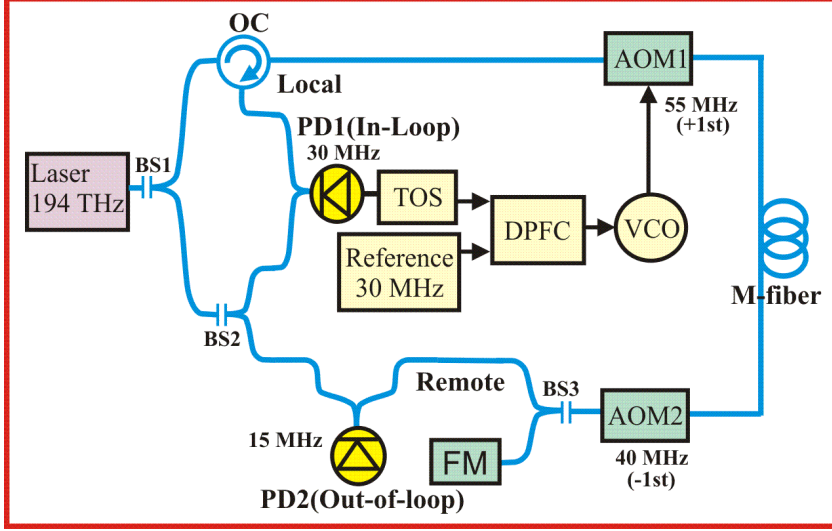 OC
Local
AOM1
55 MHz
(+1st)
PD1(In-Loop)
30 MHz
BS1
Laser
194 THz
TOS
DPFC
VCO
Reference
30 MHz
M-fiber
BS2
Remote
BS3
AOM2
40 MHz
(-1st)
15 MHz
FM
PD2(Out-of-loop)